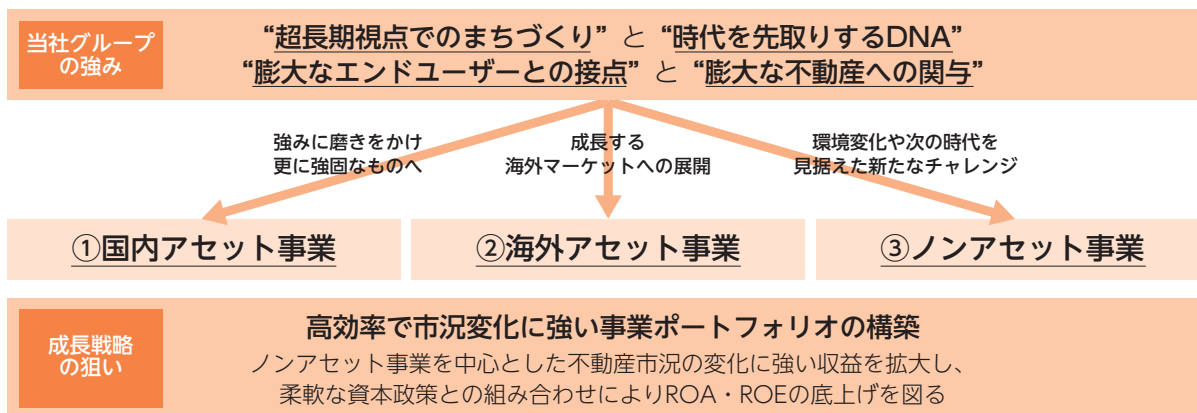 当社グループ
の強み
“超長期視点でのまちづくり” と “時代を先取りするDNA”
“膨大なエンドユーザーとの接点” と “膨大な不動産への関与”
強みに磨きをかけ
更に強固なものへ
成長する
海外マーケットへの展開
環境変化や次の時代を
見据えた新たなチャレンジ
①国内アセット事業
②海外アセット事業
③ノンアセット事業
成長戦略
の狙い
高効率で市況変化に強い事業ポートフォリオの構築
ノンアセット事業を中心とした不動産市況の変化に強い収益を拡大し、
柔軟な資本政策との組み合わせによりROA・ROEの底上げを図る